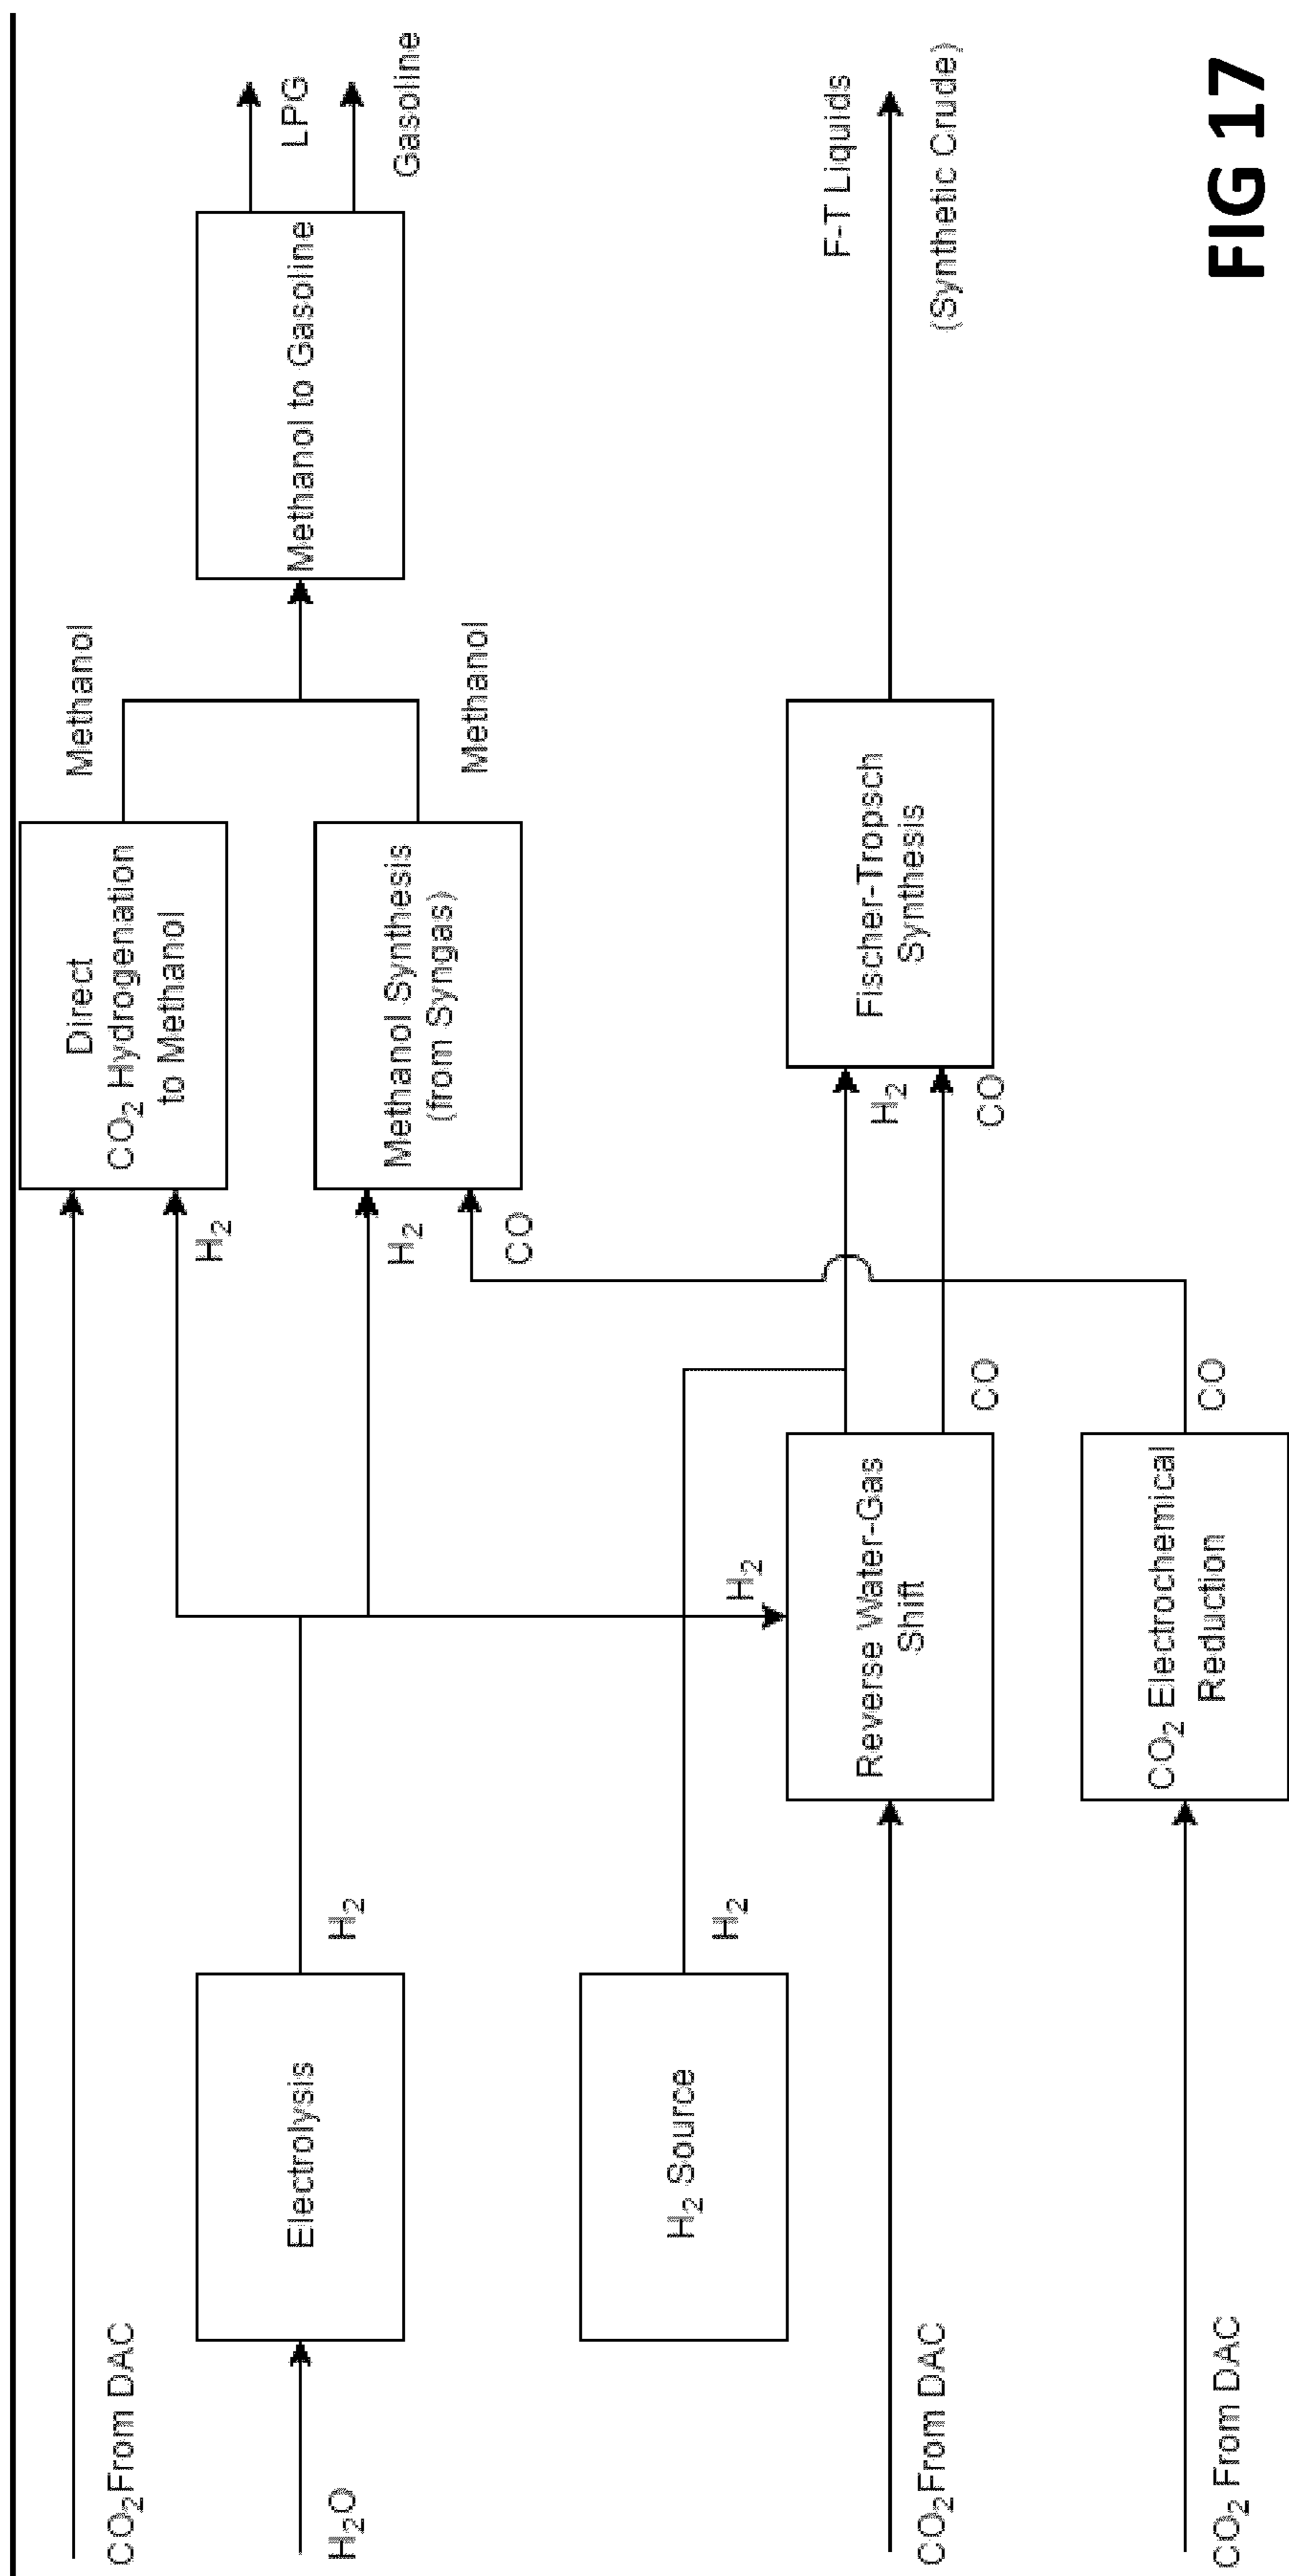 CO2 From DAC
H2O
Electrolysis
H2
H2 Source
H2
CO2 From DAC
CO2 From DAC
Reverse Water-Gas
Shift
H2
CO
CO2 Electrochemical
Reduction
CO
Direct
CO2 Hydrogenation
to Methanol
H2
Methanol Synthesis
(from Syngas)
H2
CO
Fischer-Tropsch
Synthesis
H2
CO
Methanol
Methanol
Methanol to Gasoline
LPG
Gasoline
F-T Liquids
(Synthetic Crude)
FIG 17